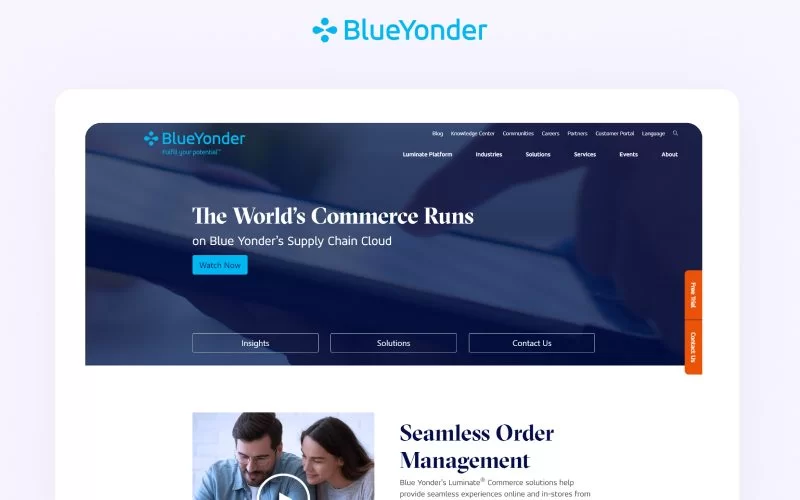 BlueYonder
BlueYonder
Fulfill your potential™
Blog Knowledge Center Communities Careers Partners Customer Portal Language
Luminate Platform Industries Solutions Services Events About
The World's Commerce Runs
on Blue Yonder's Supply Chain Cloud
Watch Now
Free Trial
Contact Us
Insights Solutions Contact Us
Seamless Order
Management
Blue Yonder's Luminate® Commerce solutions help
provide seamless experiences online and in-stores from